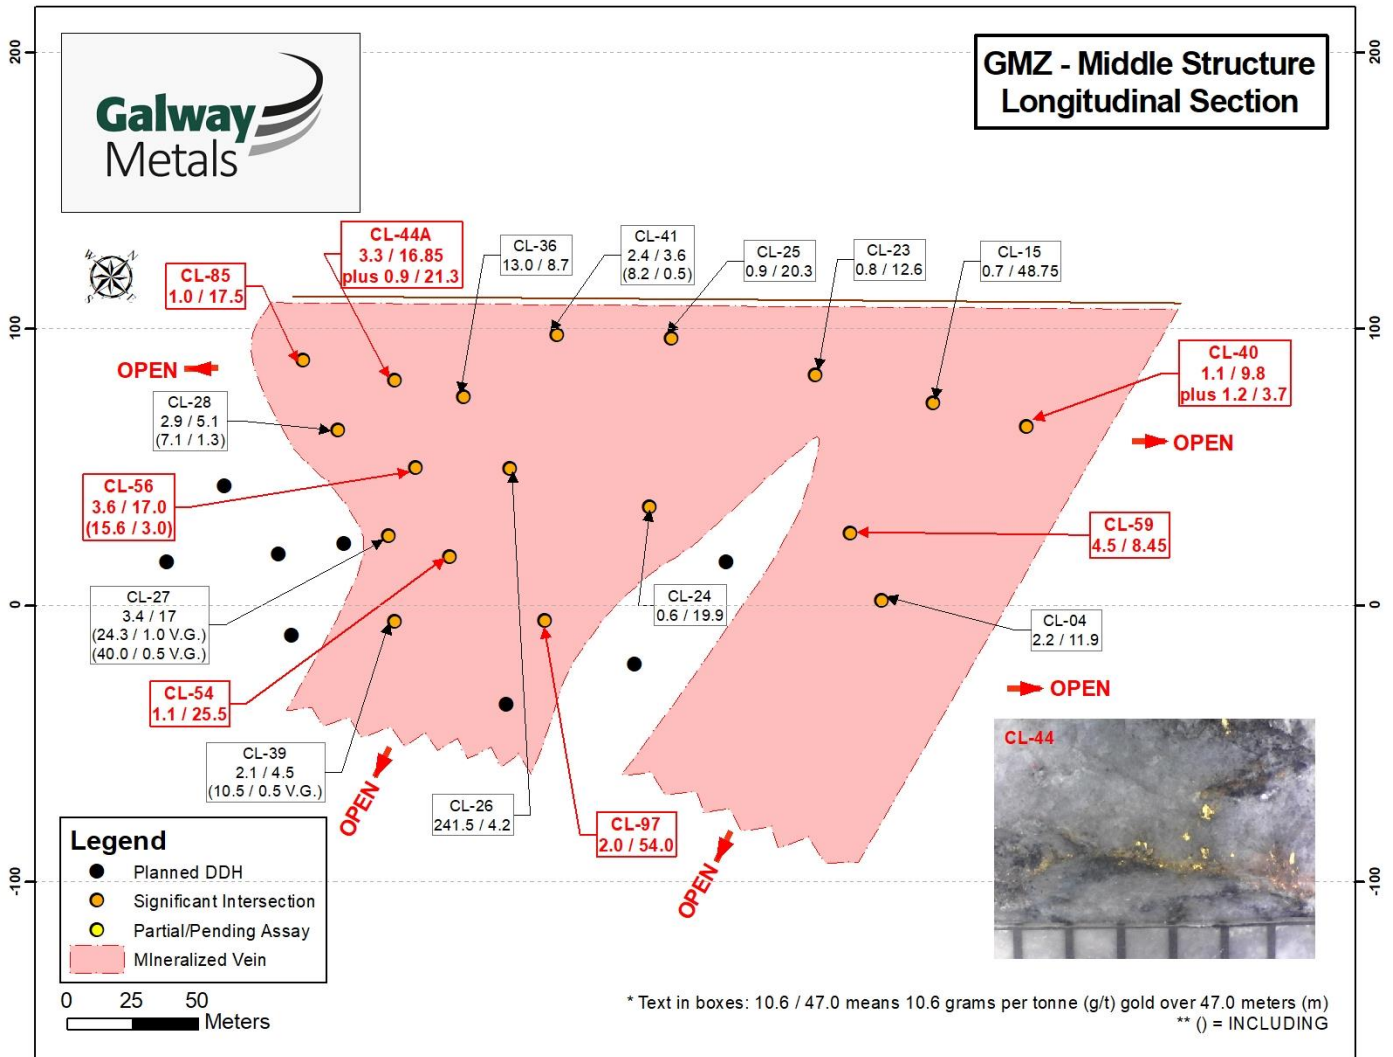 200
200
GMZ - Middle Structure
Longitudinal Section
Galway
Metals
W N
S E
CL-85
1.0 / 17.5
CL-44A
3.3 / 16.85
plus 0.9 / 21.3
CL-36
13.0 / 8.7
CL-41
2.4 / 3.6
(8.2 / 0.5)
CL-25
0.9 / 20.3
CL-23
0.8 / 12.6
CL-15
0.7 / 48.75
100
100
OPEN
CL-40
1.1 / 9.8
plus 1.2 / 3.7
OPEN
CL-28
2.9 / 5.1
(7.1 / 1.3)
CL-56
3.6 / 17.0
(15.6 / 3.0)
CL-59
4.5 / 8.45
CL-27
3.4 / 17
(24.3 / 1.0 V.G.)
(40.0 / 0.5 V.G.)
CL-24
0.6 / 19.9
0
0
CL-04
2.2 / 11.9
CL-54
1.1 / 25.5
OPEN
CL-39
2.1 / 4.5
(10.5 / 0.5 V.G.)
OPEN
CL-26
241.5 / 4.2
CL-97
2.0 / 54.0
OPEN
CL-44
-100
-100
Legend
Planned DDH
Significant Intersection
Partial/Pending Assay
MIneralized Vein
0 25 50
Meters
* Text in boxes: 10.6 / 47.0 means 10.6 grams per tonne (g/t) gold over 47.0 meters (m)
** () = INCLUDING